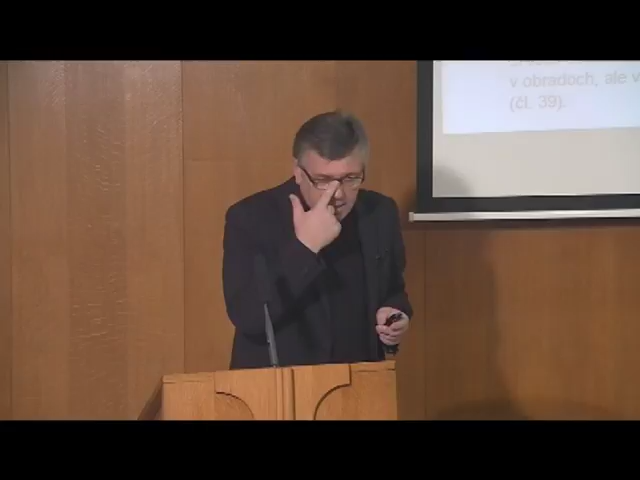 v obradoch, ale v
(čl. 39).